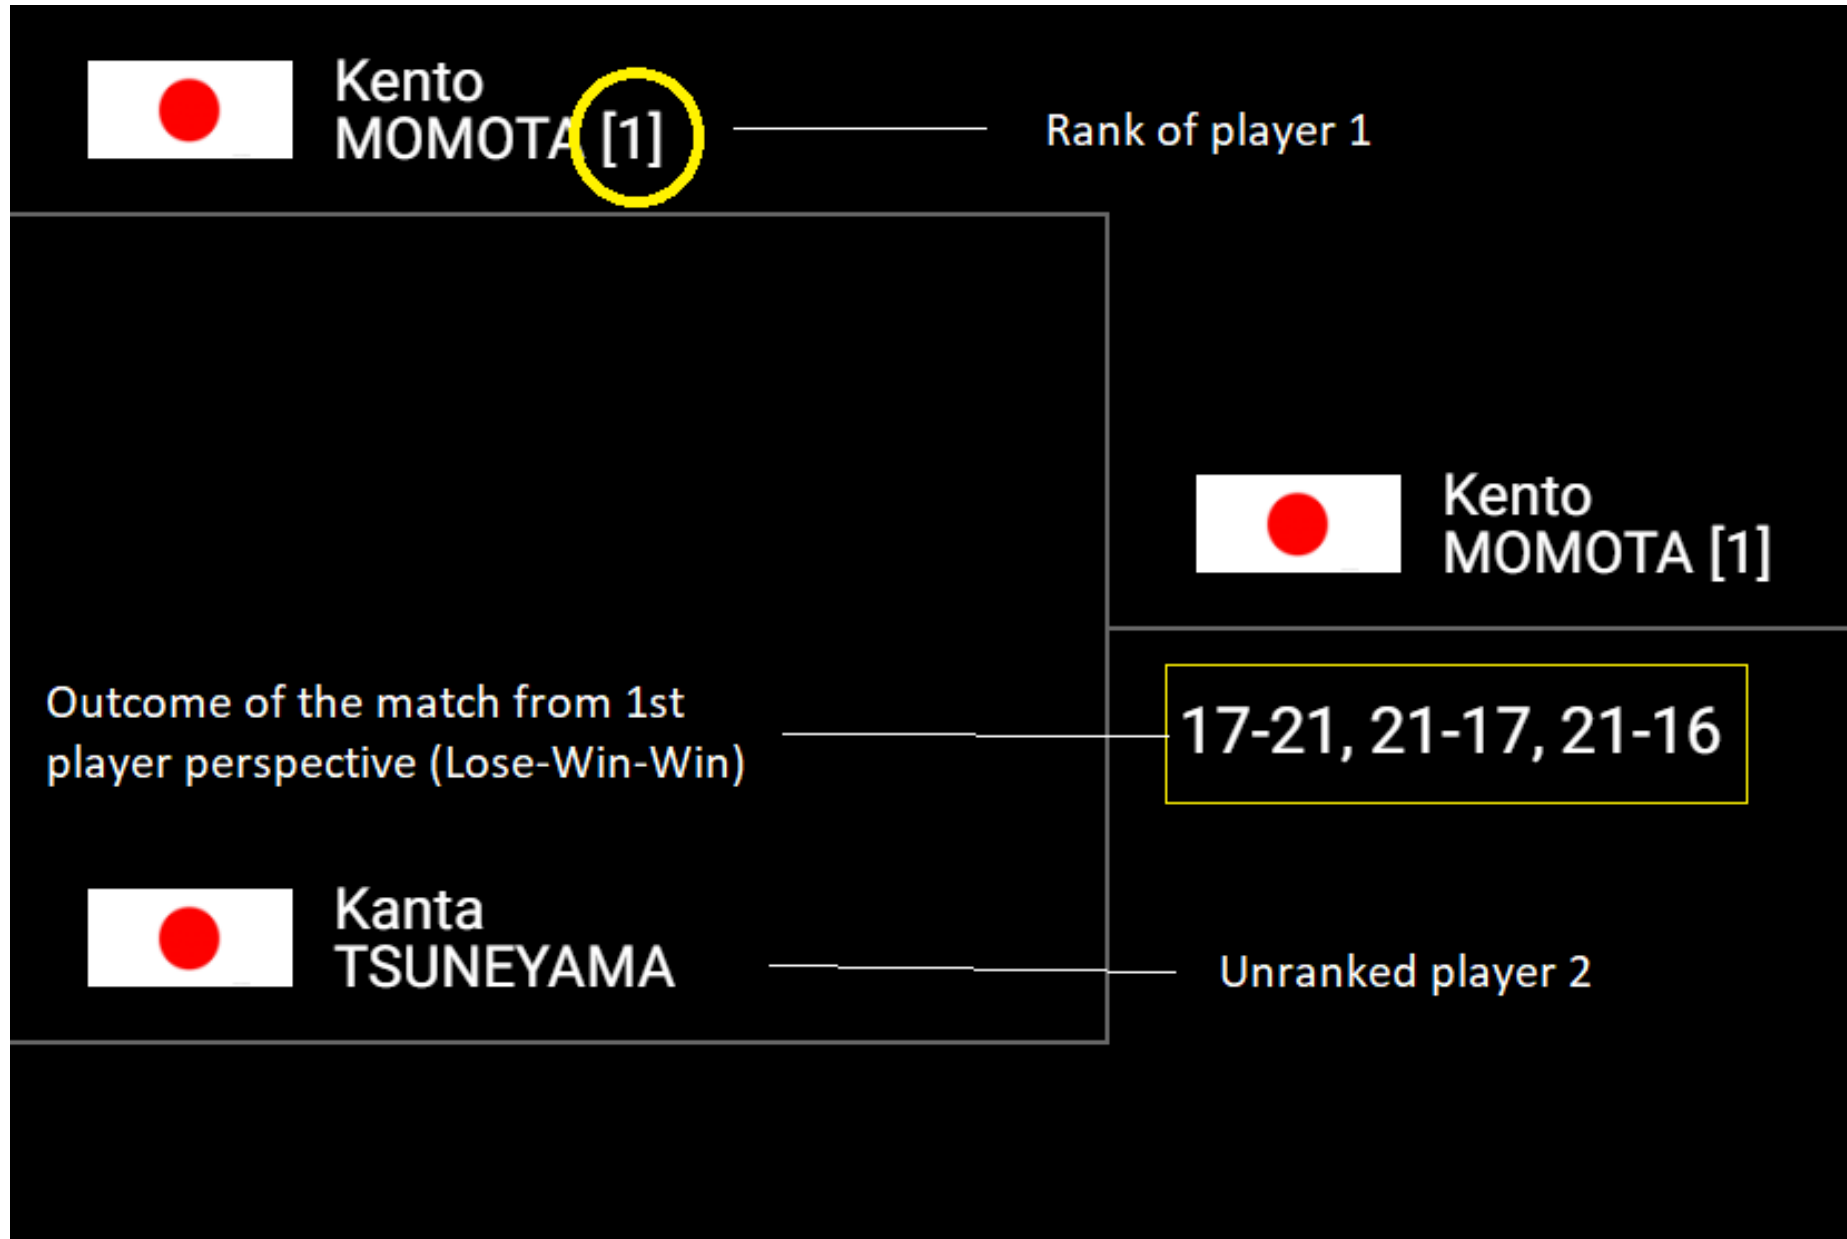 Kento
MOMOTA [1]
Rank of player 1
Kento
MOMOTA [1]
Outcome of the match from 1st
player perspective (Lose-Win-Win)
17-21, 21-17, 21-16
Kanta
TSUNEYAMA
Unranked player 2